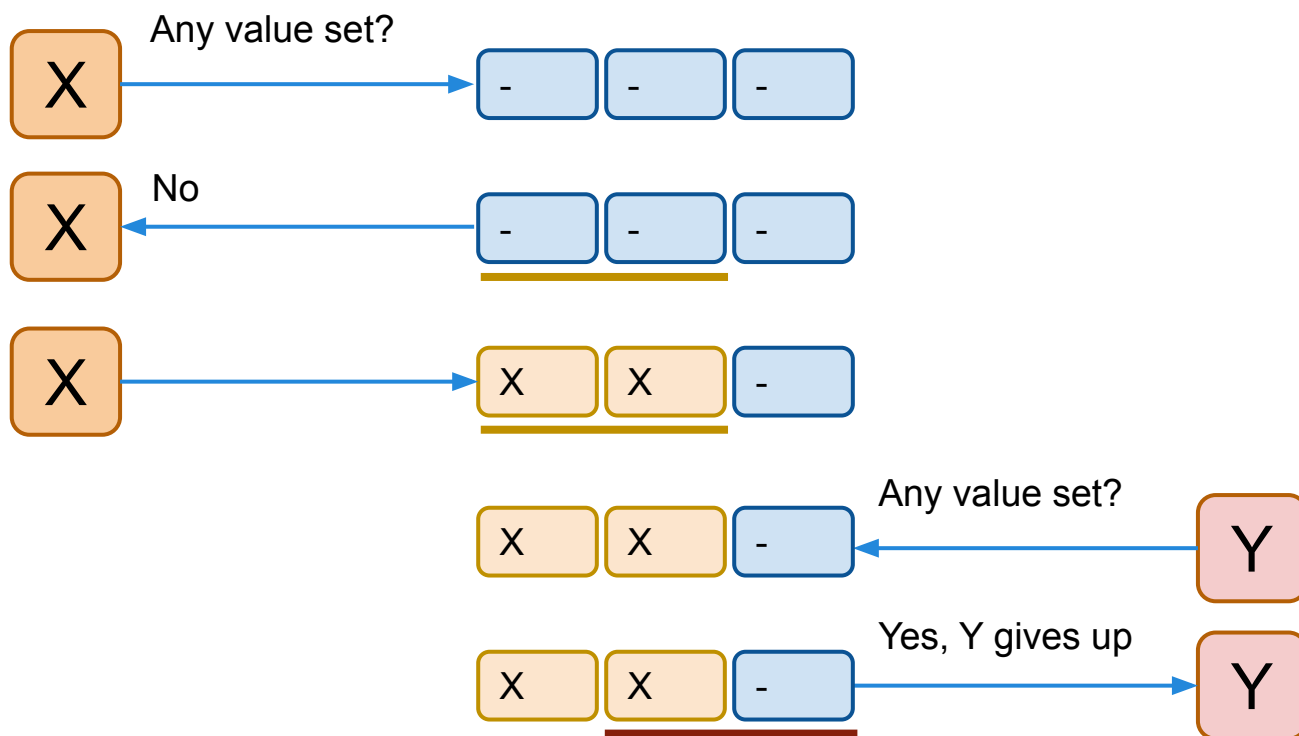 Any value set?
X - - -
No
X - - -
X X X -
Any value set?
X X - Y
Yes, Y gives up
X X - Y